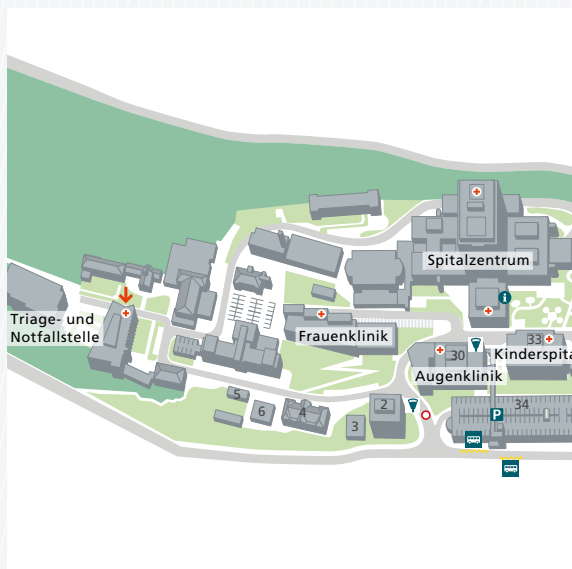 Spitalzentrum
Triage- und
Notfallstelle
Frauenklinik
33
Kinderspita
30
Augenklinik
5
6
4
2
3
34
P
i